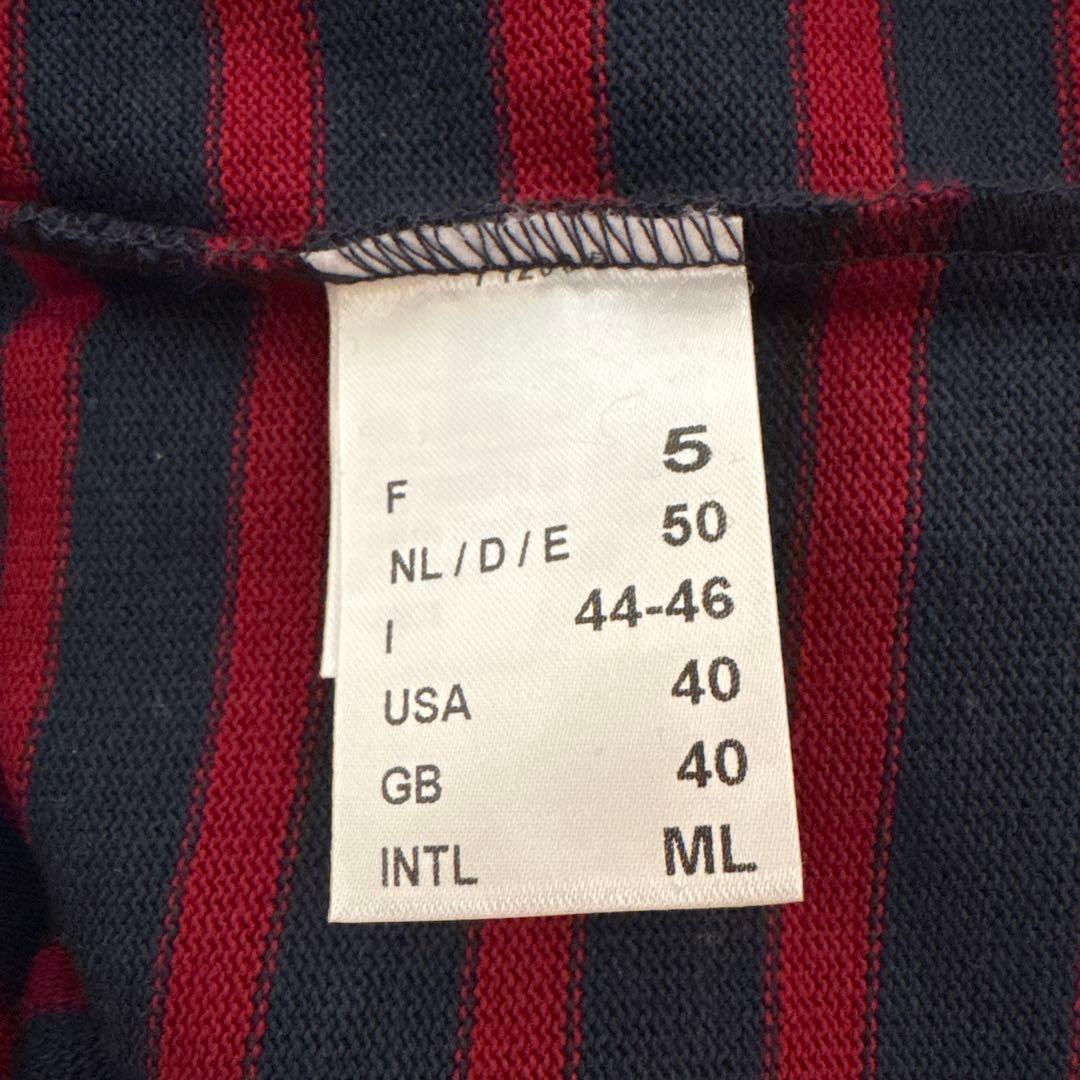 F 5
NL / D / E 50
I 44-46
USA 40
GB 40
INTL ML